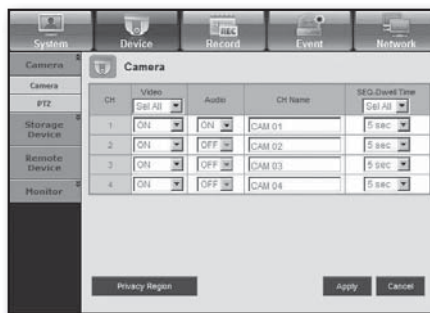 System Device Record Event Network
REC
Camera
Camera
PTZ
Storage
Device
Remote
Device
Monitor
Camera
CH Video Audio CH Name SEQ-Dwell Time
Sel All Sel All
1 ON ON CAM 01 5 sec
2 ON OFF CAM 02 5 sec
3 ON OFF CAM 03 5 sec
4 ON OFF CAM 04 5 sec
Privacy Region Apply Cancel